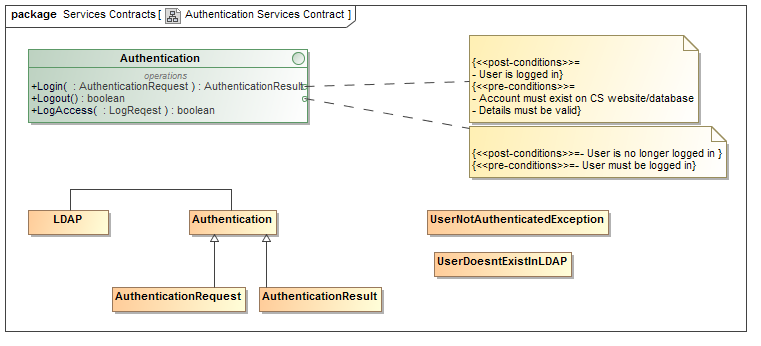 package Services Contracts [ Authentication Services Contract ]
Authentication
operations
+Login( : AuthenticationRequest ) : AuthenticationResult
+Logout() : boolean
+LogAccess( : LogReqest ) : boolean
{<<post-conditions>>=
- User is logged in}
{<<pre-conditions>>=
- Account must exist on CS website/database
- Details must be valid}
{<<post-conditions>>=- User is no longer logged in }
{<<pre-conditions>>=- User must be logged in}
LDAP
Authentication
UserNotAuthenticatedException
UserDoesntExistInLDAP
AuthenticationRequest
AuthenticationResult